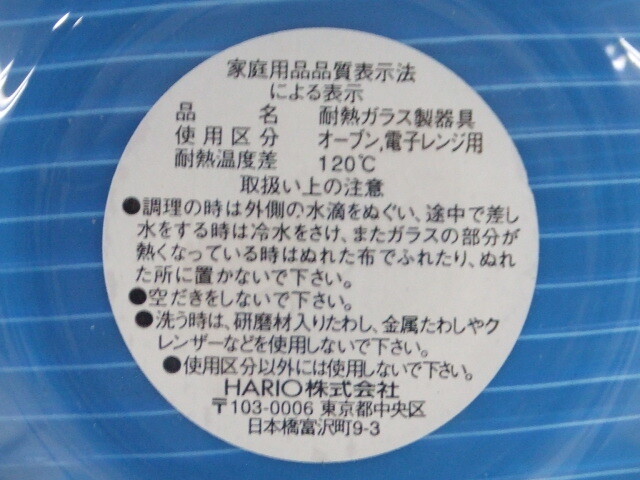 家庭用品品質表示法
による表示
品　　名　耐熱ガラス製器具
使用区分　オーブン,電子レンジ用
耐熱温度差　120℃
取扱い上の注意
●調理の時は外側の水滴をぬぐい、途中で差し
水をする時は冷水をさけ、またガラスの部分が
熱くなっている時はぬれた布でふれたり、ぬれ
た所に置かないで下さい。
●空だきをしないで下さい。
●洗う時は、研磨材入りたわし、金属たわしやク
レンザーなどを使用しないで下さい。
●使用区分以外には使用しないで下さい。
HARIO株式会社
〒103-0006 東京都中央区
日本橋富沢町9-3